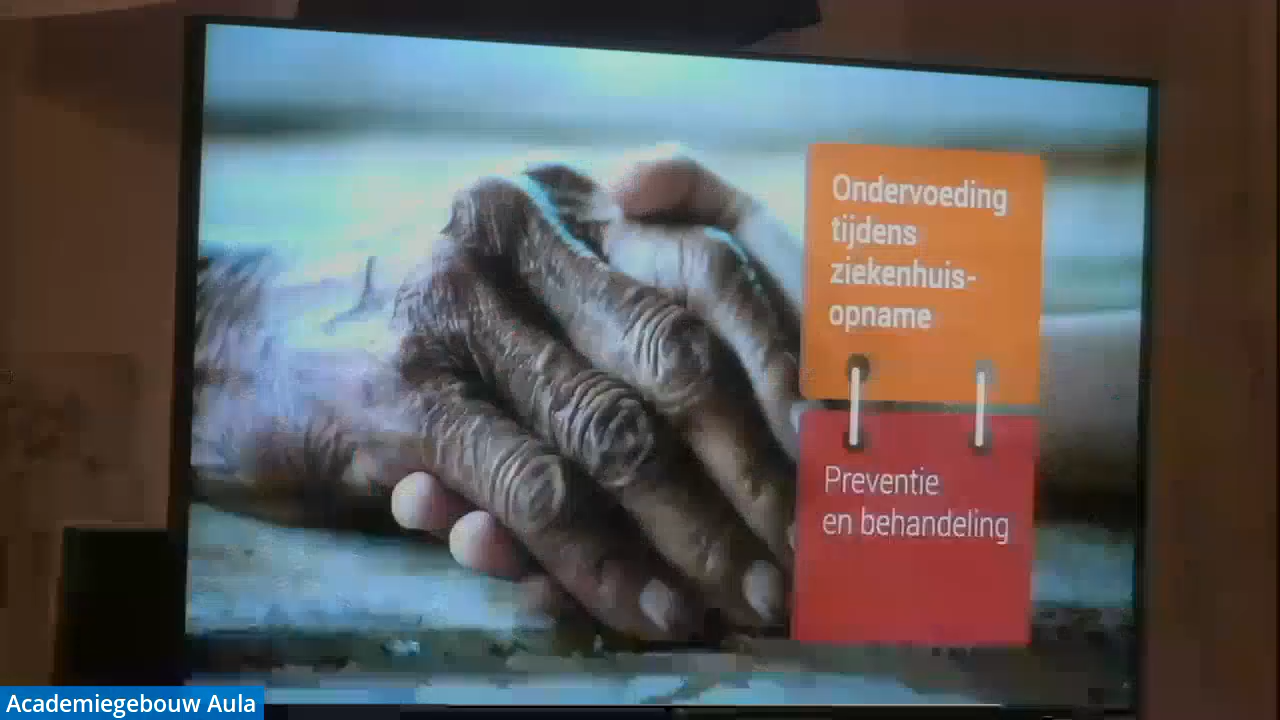 Ondervoeding
tijdens
ziekenhuis-
opname
Preventie
en behandeling
Academiegebouw Aula